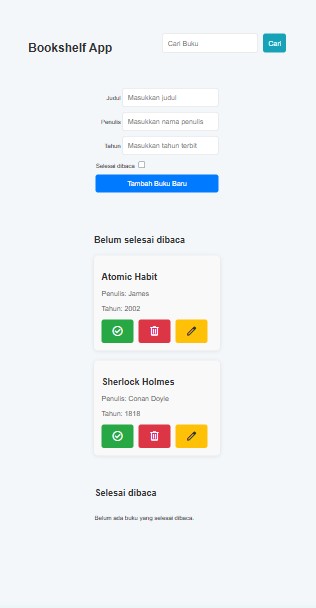 Bookshelf App
Cari Buku
Cari
Judul
Masukkan judul
Penulis
Masukkan nama penulis
Tahun
Masukkan tahun terbit
Selesai dibaca
Tambah Buku Baru
Belum selesai dibaca
Atomic Habit
Penulis: James
Tahun: 2002
Sherlock Holmes
Penulis: Conan Doyle
Tahun: 1818
Selesai dibaca
Belum ada buku yang selesai dibaca.